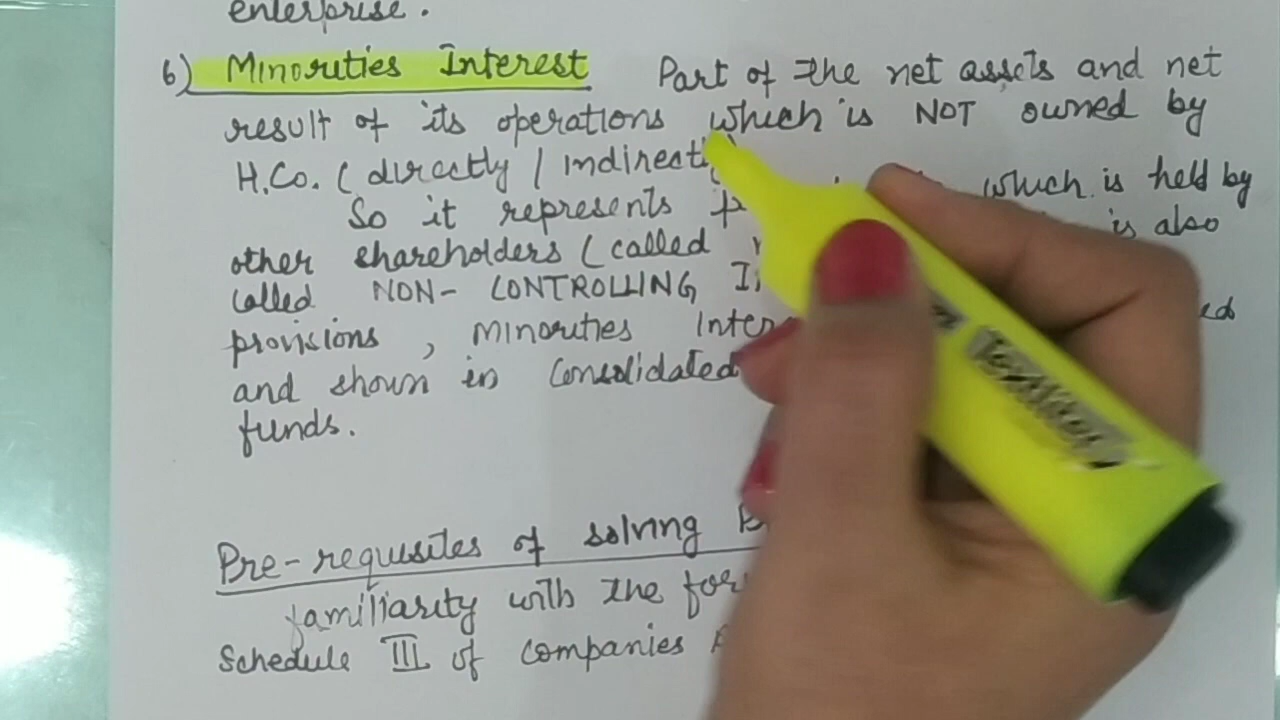 enterprise.
6) Minorities Interest Part of the net assets and net
result of its operations which is NOT owned by
H.Co. (directly / indirectly)
So it represents which is held by
other shareholders (called is also
called NON-CONTROLLING
provisions, Minorities
and shown in Consolidated
funds.
Pre-requisites of solving
familiarity with the
Schedule III of companies